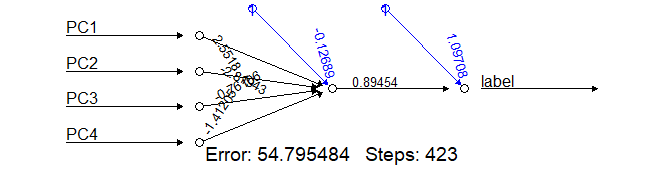 PC1
PC2
PC3
PC4
1
1
-0.12689
1.09708
0.89454
label
Error: 54.795484 Steps: 423